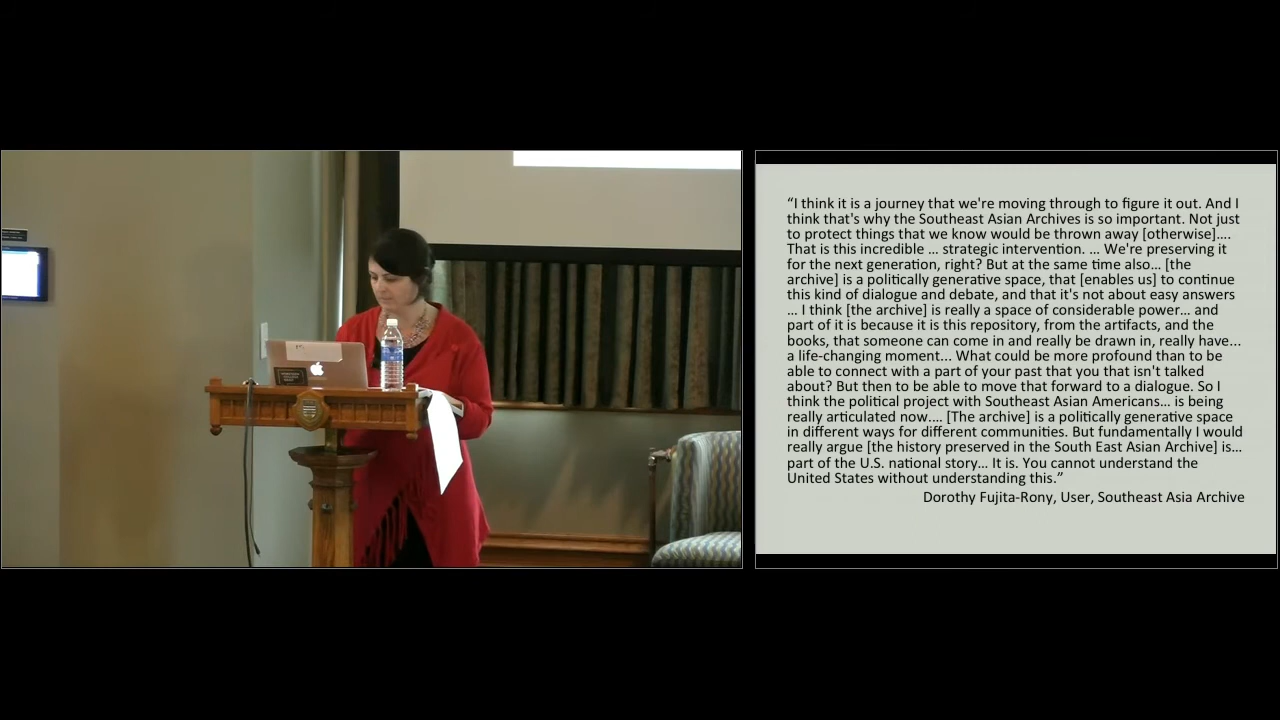 “I think it is a journey that we're moving through to figure it out. And I
think that's why the Southeast Asian Archives is so important. Not just
to protect things that we know would be thrown away [otherwise]....
That is this incredible ... strategic intervention. ... We're preserving it
for the next generation, right? But at the same time also... [the
archive] is a politically generative space, that [enables us] to continue
this kind of dialogue and debate, and that it's not about easy answers
... I think [the archive] is really a space of considerable power... and
part of it is because it is this repository, from the artifacts, and the
books, that someone can come in and really be drawn in, really have...
a life-changing moment... What could be more profound than to be
able to connect with a part of your past that you that isn't talked
about? But then to be able to move that forward to a dialogue. So I
think the political project with Southeast Asian Americans... is being
really articulated now.... [The archive] is a politically generative space
in different ways for different communities. But fundamentally I would
really argue [the history preserved in the South East Asian Archive] is...
part of the U.S. national story... It is. You cannot understand the
United States without understanding this.”
Dorothy Fujita-Rony, User, Southeast Asia Archive